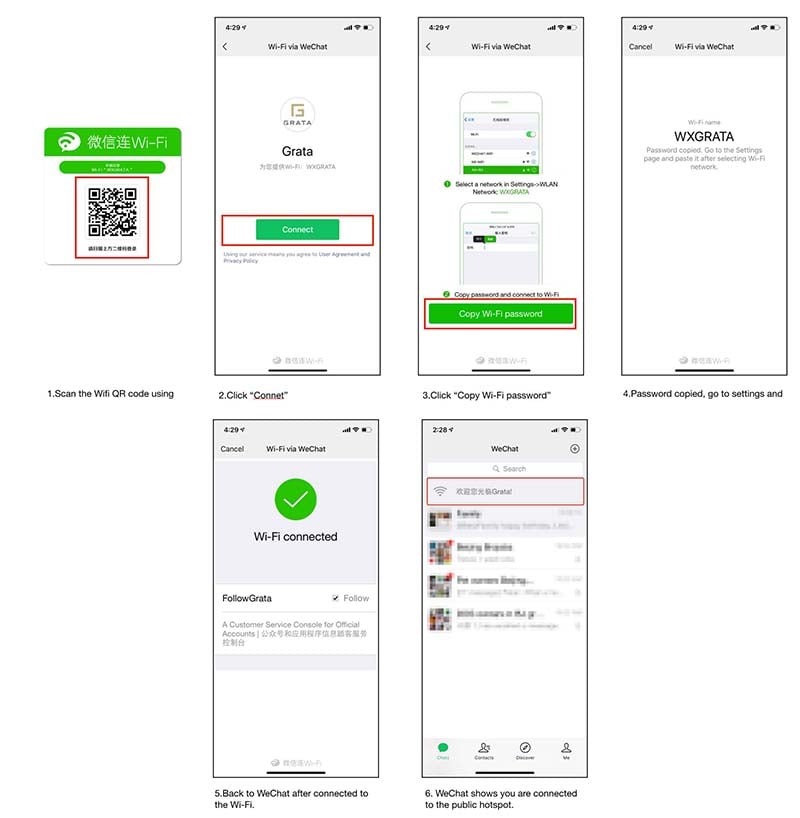 微信连Wi-Fi
请扫描上方二维码登录
1.Scan the Wifi QR code using
4:29
Wi-Fi via WeChat
GRATA
Grata
为您提供Wi-Fi：WXGRATA
Connect
Using our service means you agree to User Agreement and
Privacy Policy
微信连Wi-Fi
2.Click “Connet”
4:29
Wi-Fi via WeChat
Wi-Fi
1 Select a network in Settings->WLAN
Network: WXGRATA
2 Copy password and connect to Wi-Fi
Copy Wi-Fi password
微信连Wi-Fi
3.Click “Copy Wi-Fi password”
4:29
Cancel Wi-Fi via WeChat
Wi-Fi name
WXGRATA
Password copied. Go to the Settings
page and paste it after selecting Wi-Fi
network.
微信连Wi-Fi
4.Password copied, go to settings and
4:29
Cancel Wi-Fi via WeChat
Wi-Fi connected
FollowGrata Follow
A Customer Service Console for Official
Accounts | 公众号和应用程序信息顾客服务
控制台
微信连Wi-Fi
5.Back to WeChat after connected to
the Wi-Fi.
2:28
WeChat
Search
欢迎您光临Grata!
Chats Contacts Discover Me
6. WeChat shows you are connected
to the public hotspot.